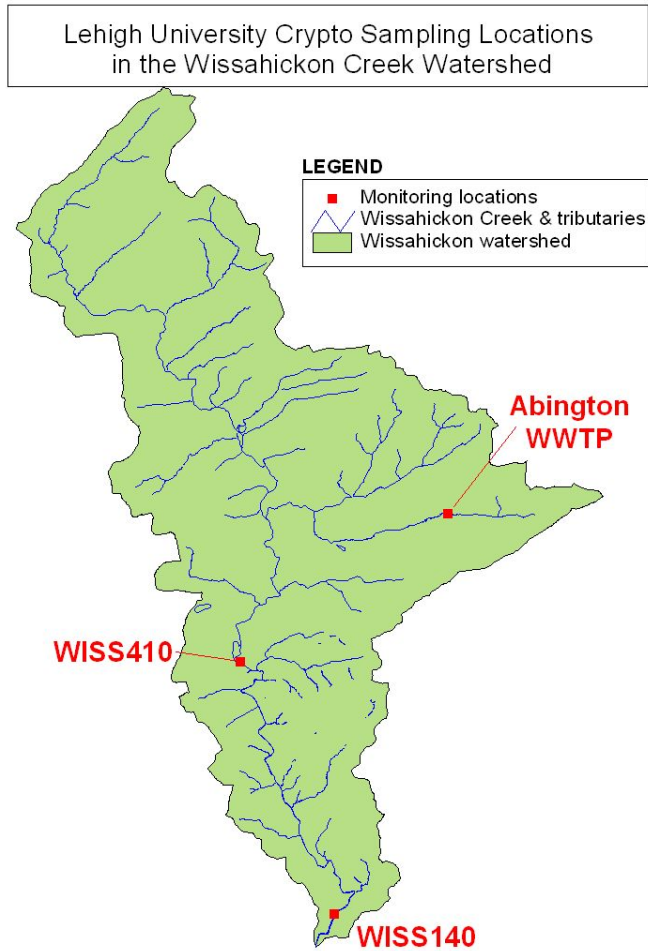 Lehigh University Crypto Sampling Locations
in the Wissahickon Creek Watershed
LEGEND
Monitoring locations
Wissahickon Creek & tributaries
Wissahickon watershed
Abington
WWTP
WISS410
WISS140